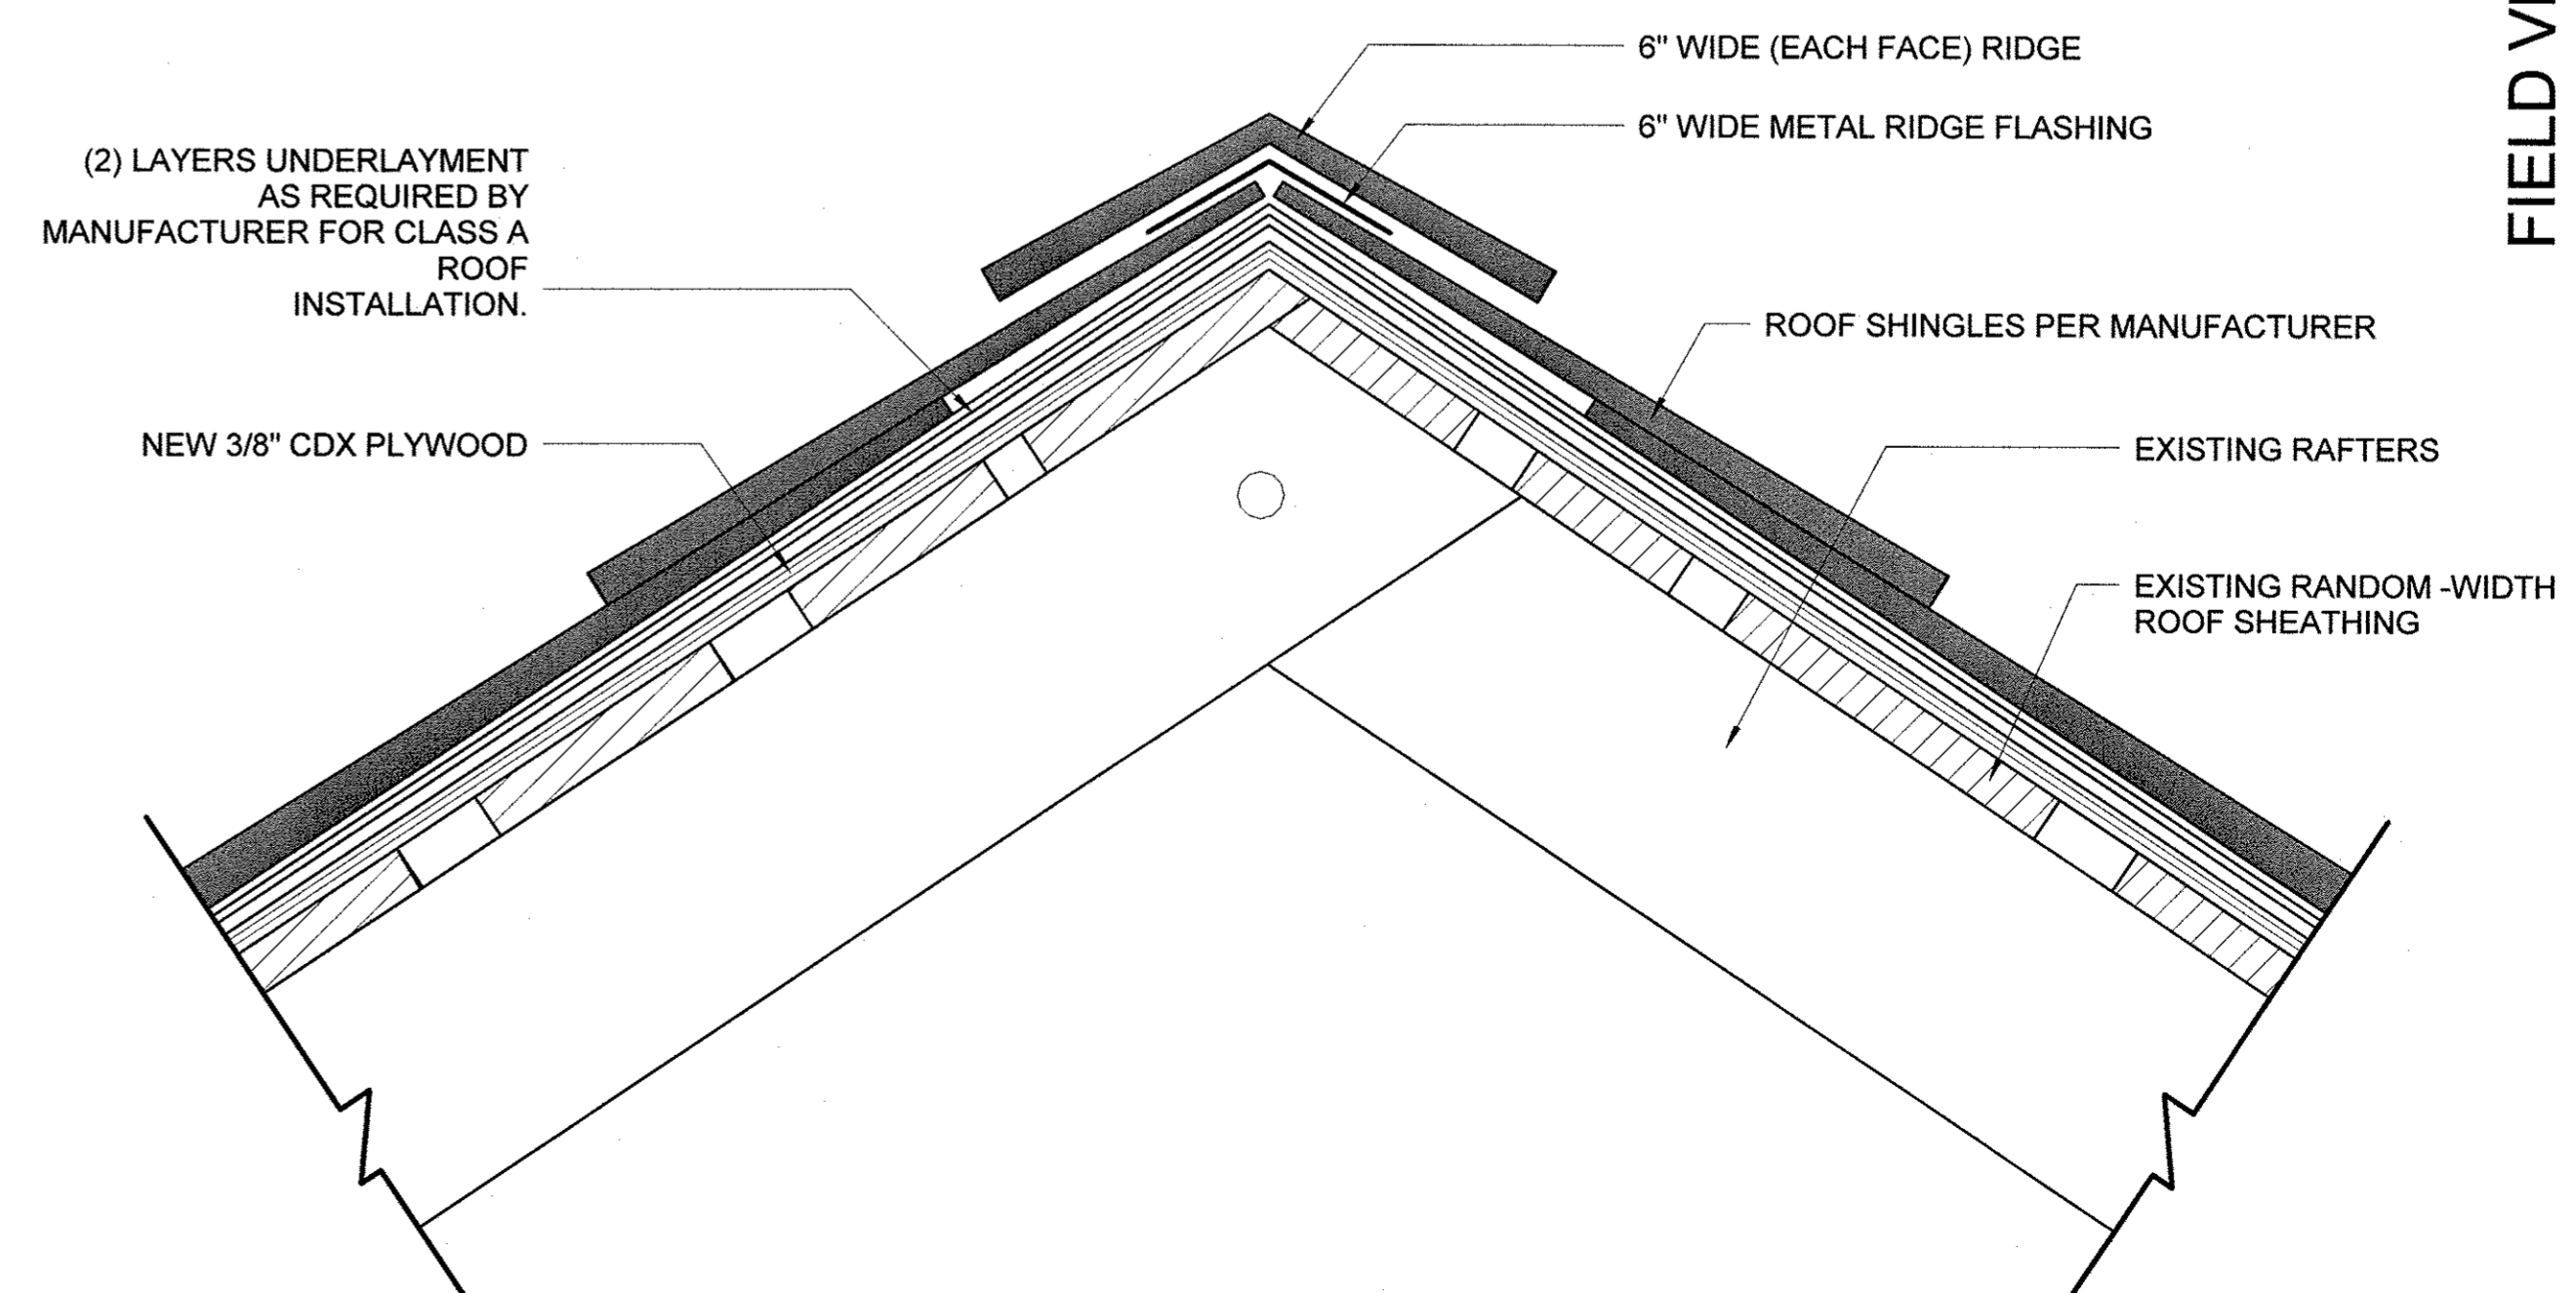 6" WIDE (EACH FACE) RIDGE
6" WIDE METAL RIDGE FLASHING
(2) LAYERS UNDERLAYMENT
AS REQUIRED BY
MANUFACTURER FOR CLASS A
ROOF
INSTALLATION.
ROOF SHINGLES PER MANUFACTURER
NEW 3/8" CDX PLYWOOD
EXISTING RAFTERS
EXISTING RANDOM -WIDTH
ROOF SHEATHING
FIELD